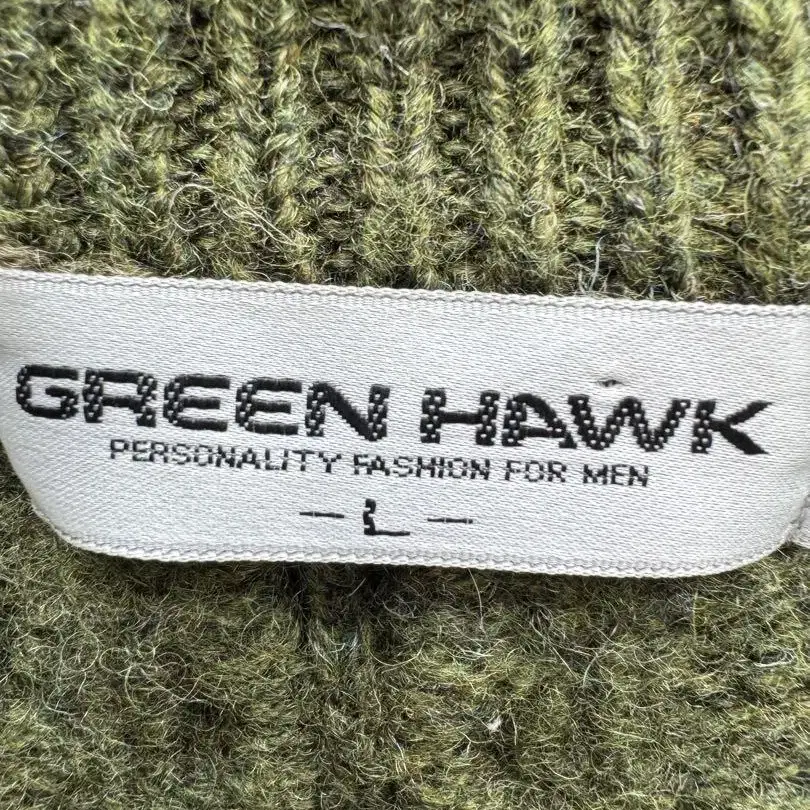 GREEN HAWK
PERSONALITY FASHION FOR MEN
- L -